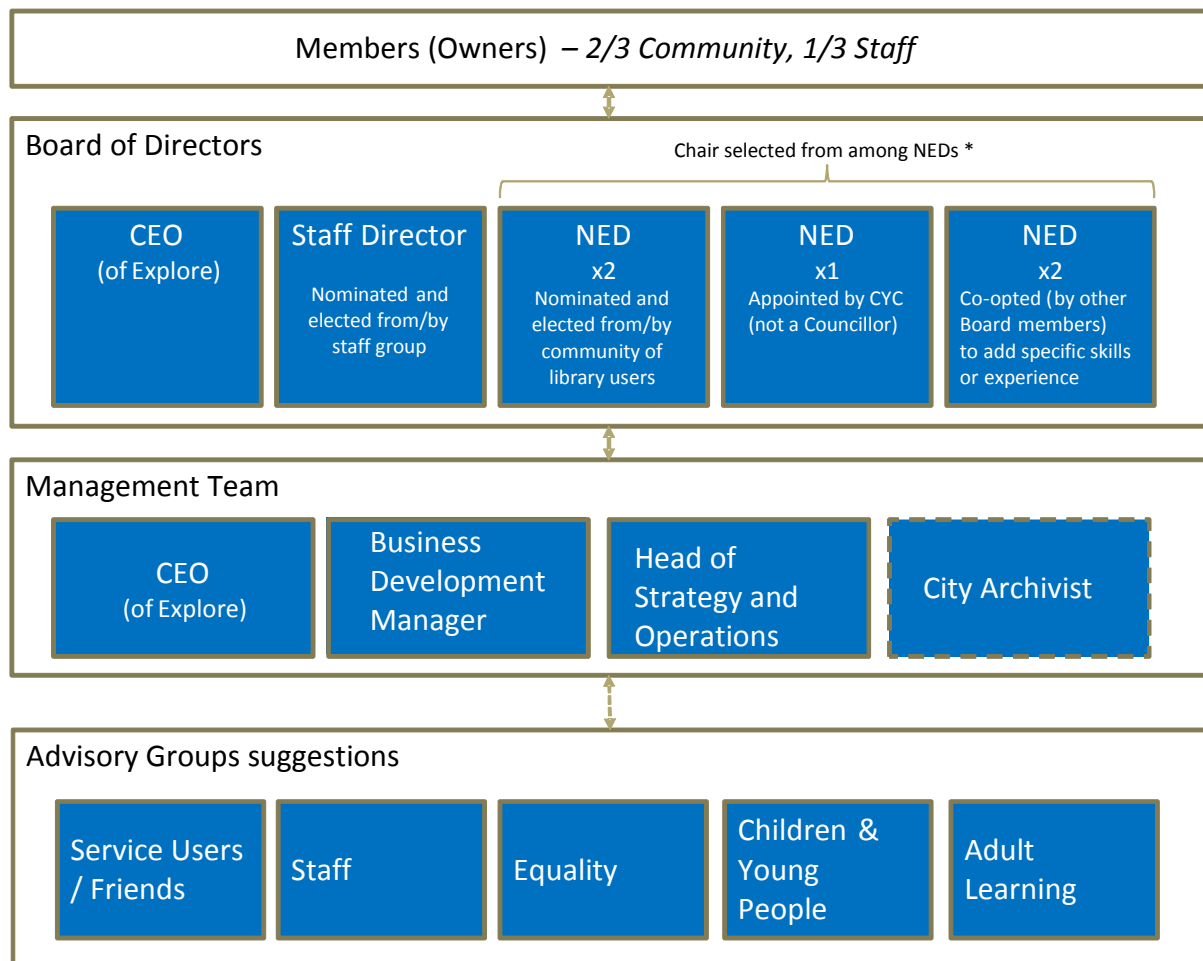 Members (Owners) – 2/3 Community, 1/3 Staff
Board of Directors
Chair selected from among NEDs *
CEO
(of Explore)
Staff Director
Nominated and
elected from/by
staff group
NED
x2
Nominated and
elected from/by
community of
library users
NED
x1
Appointed by CYC
(not a Councillor)
NED
x2
Co-opted (by other
Board members)
to add specific skills
or experience
Management Team
CEO
(of Explore)
Business
Development
Manager
Head of
Strategy and
Operations
City Archivist
Advisory Groups suggestions
Service Users
/ Friends
Staff
Equality
Children &
Young
People
Adult
Learning